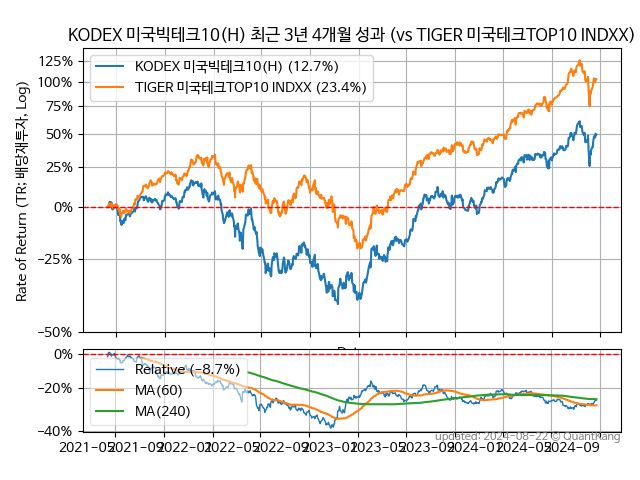 KODEX 미국빅테크10(H) 최근 3년 4개월 성과 (vs TIGER 미국테크TOP10 INDXX)
Rate of Return (TR: 배당재투자, Log)
125%
100%
75%
50%
25%
0%
−25%
−50%
KODEX 미국빅테크10(H) (12.7%)
TIGER 미국테크TOP10 INDXX (23.4%)
0%
−20%
−40%
Relative (−8.7%)
MA(60)
MA(240)
updated: 2024-08-22 © QuantKang
2021-05 2021-09 2022-01 2022-05 2022-09 2023-01 2023-05 2023-09 2024-01 2024-05 2024-09